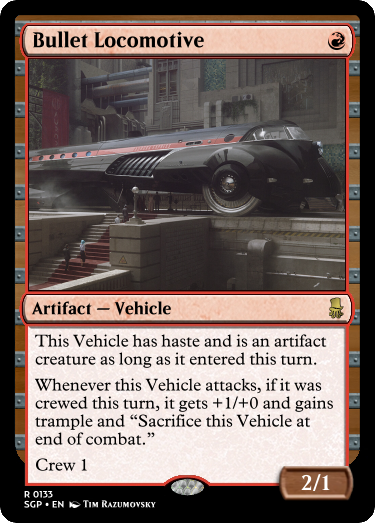 Bullet Locomotive
Artifact — Vehicle
This Vehicle has haste and is an artifact
creature as long as it entered this turn.
Whenever this Vehicle attacks, if it was
crewed this turn, it gets +1/+0 and gains
trample and “Sacrifice this Vehicle at
end of combat.”
Crew 1
2/1
R 0133
SGP • EN Tim Razumovsky